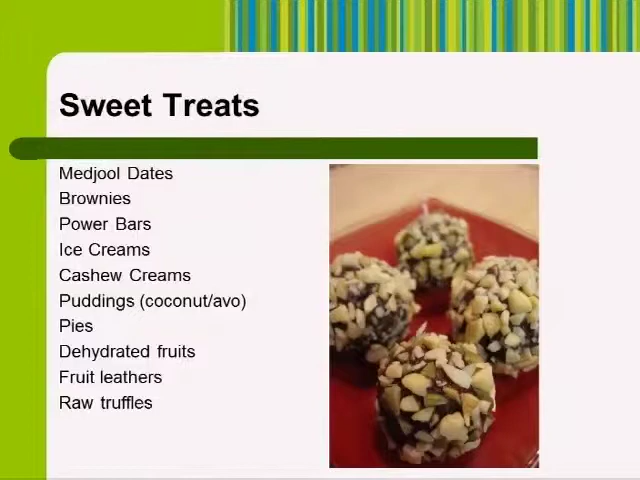 Sweet Treats
Medjool Dates
Brownies
Power Bars
Ice Creams
Cashew Creams
Puddings (coconut/avo)
Pies
Dehydrated fruits
Fruit leathers
Raw truffles